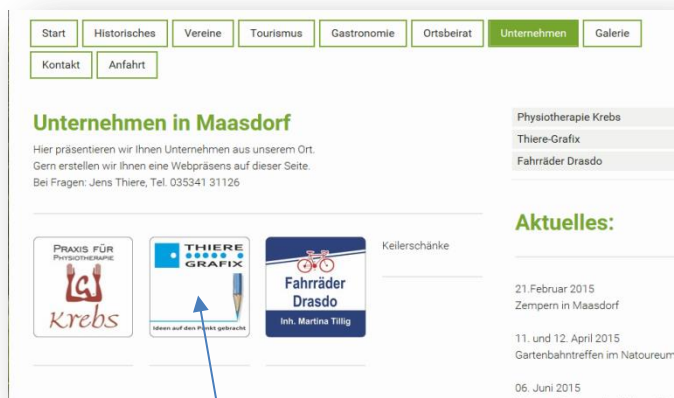 Start Historisches Vereine Tourismus Gastronomie Ortsbeirat Unternehmen Galerie
Kontakt Anfahrt
Unternehmen in Maasdorf
Hier präsentieren wir Ihnen Unternehmen aus unserem Ort.
Gern erstellen wir Ihnen eine Webpräsens auf dieser Seite.
Bei Fragen: Jens Thiere, Tel. 035341 31126
PRAXIS FÜR
PHYSIOTHERAPIE
Krebs
THIERE
GRAFIX
Ideen auf den Punkt gebracht
Fahrräder
Drasdo
Inh. Martina Tillig
Keilerschänke
Physiotherapie Krebs
Thiere-Grafix
Fahrräder Drasdo
Aktuelles:
21.Februar 2015
Zempern in Maasdorf
11. und 12. April 2015
Gartenbahntreffen im Natoureum
06. Juni 2015